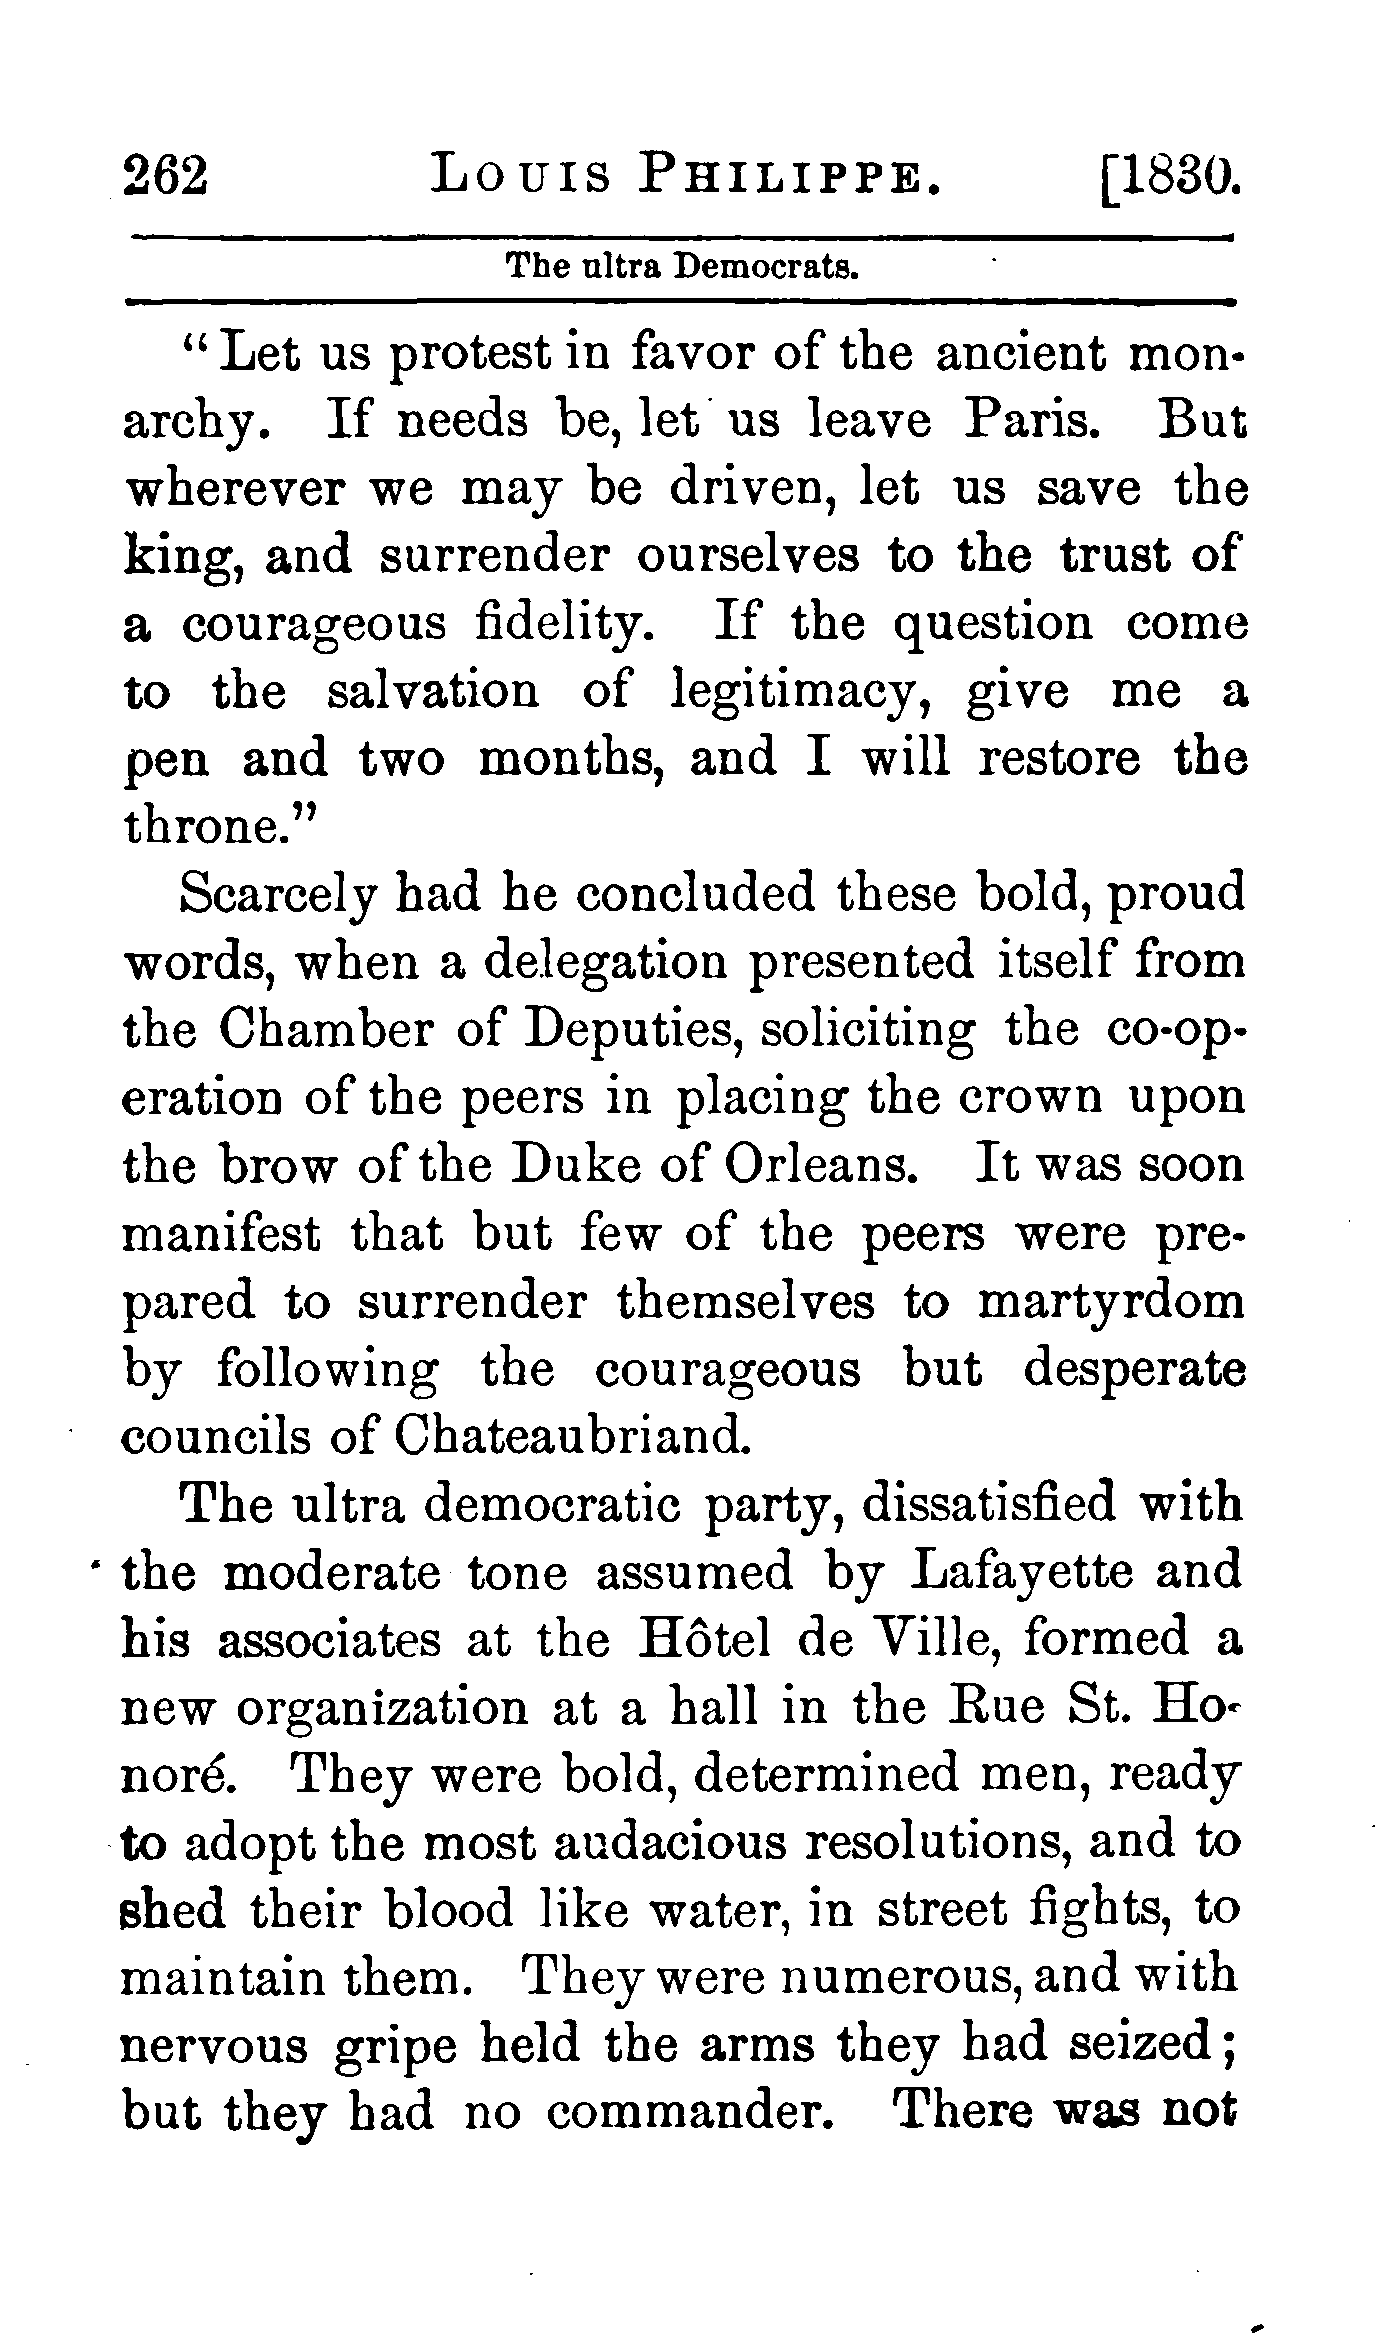 262 LOUIS PHILIPPE. [1830.
The ultra Democrats.
“Let us protest in favor of the ancient mon-
archy. If needs be, let us leave Paris. But
wherever we may be driven, let us save the
king, and surrender ourselves to the trust of
a courageous fidelity. If the question come
to the salvation of legitimacy, give me a
pen and two months, and I will restore the
throne.”
Scarcely had he concluded these bold, proud
words, when a delegation presented itself from
the Chamber of Deputies, soliciting the co-op-
eration of the peers in placing the crown upon
the brow of the Duke of Orleans. It was soon
manifest that but few of the peers were pre-
pared to surrender themselves to martyrdom
by following the courageous but desperate
councils of Chateaubriand.
The ultra democratic party, dissatisfied with
the moderate tone assumed by Lafayette and
his associates at the Hôtel de Ville, formed a
new organization at a hall in the Rue St. Ho-
noré. They were bold, determined men, ready
to adopt the most audacious resolutions, and to
shed their blood like water, in street fights, to
maintain them. They were numerous, and with
nervous gripe held the arms they had seized;
but they had no commander. There was not